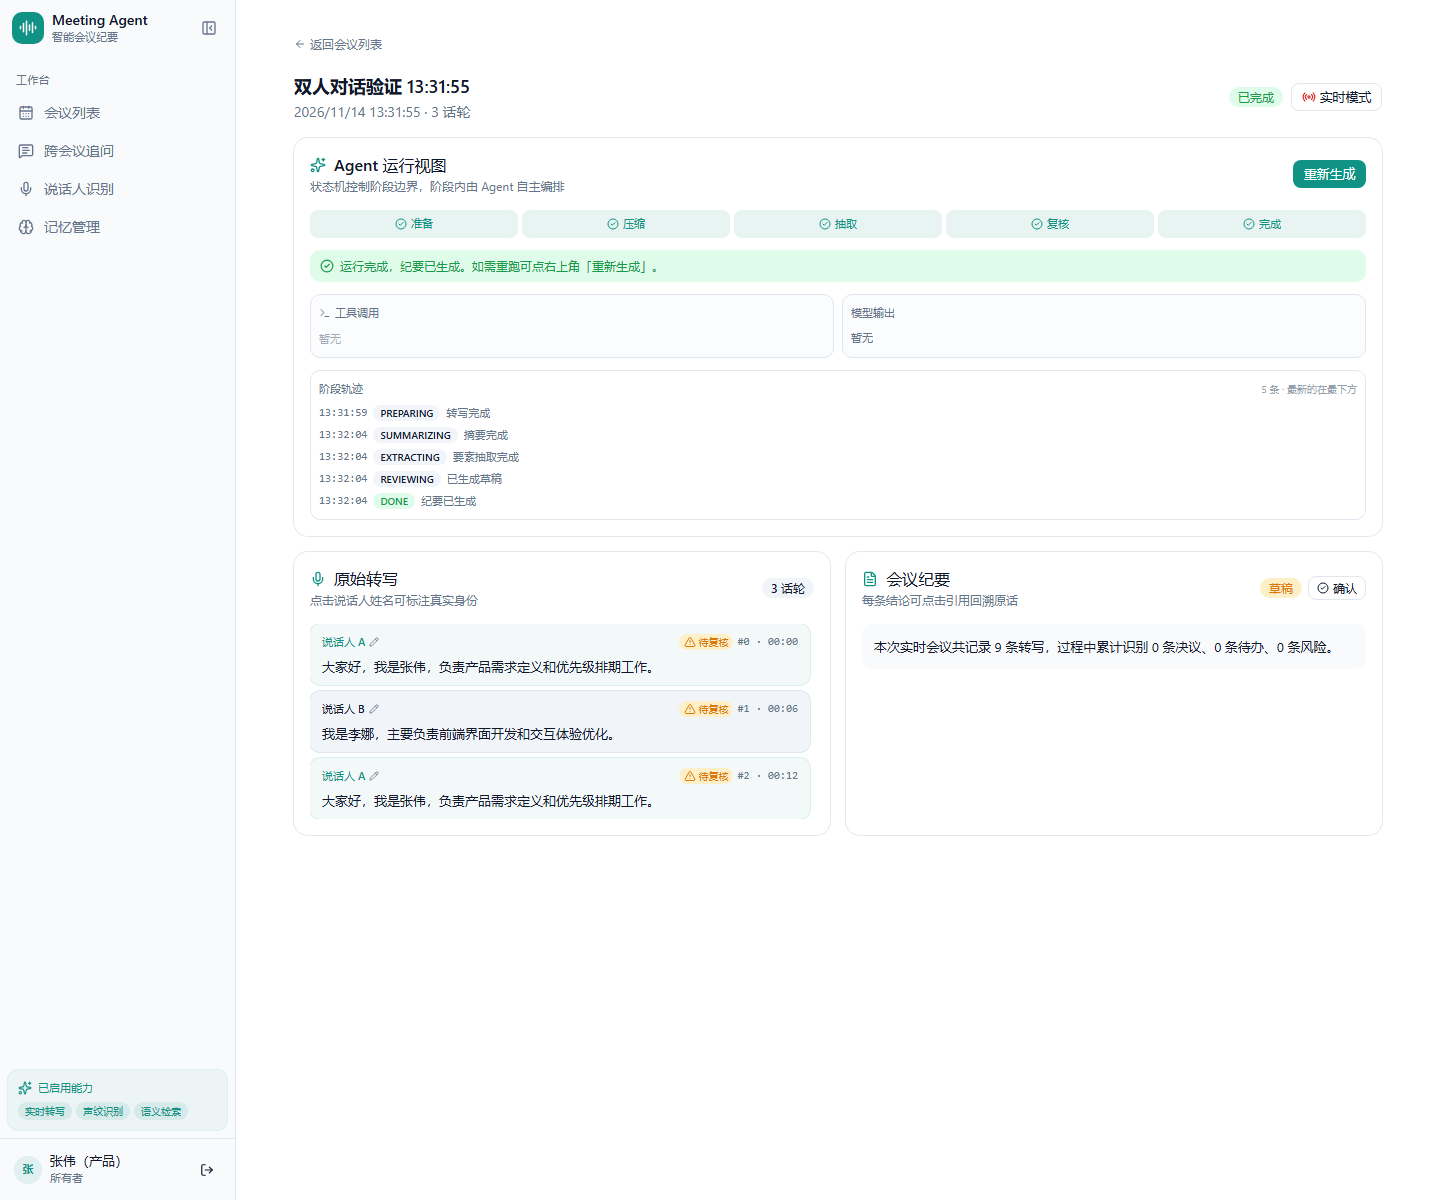 Meeting Agent
智能会议纪要
工作台
会议列表
跨会议追问
说话人识别
记忆管理
已启用能力
实时转写 声纹识别 语义检索
张
张伟（产品）
所有者
返回会议列表
双人对话验证 13:31:55
2026/11/14 13:31:55 · 3 话轮
已完成
实时模式
Agent 运行视图
状态机控制阶段边界，阶段内由 Agent 自主编排
重新生成
准备 压缩 抽取 复核 完成
运行完成，纪要已生成。如需重跑可点右上角「重新生成」。
工具调用
暂无
模型输出
暂无
阶段轨迹
5 条 · 最新的在最下方
13:31:59 PREPARING 转写完成
13:32:04 SUMMARIZING 摘要完成
13:32:04 EXTRACTING 要素抽取完成
13:32:04 REVIEWING 已生成草稿
13:32:04 DONE 纪要已生成
原始转写
点击说话人姓名可标注真实身份
3 话轮
说话人 A 待复核 #0 · 00:00
大家好，我是张伟，负责产品需求定义和优先级排期工作。
说话人 B 待复核 #1 · 00:06
我是李娜，主要负责前端界面开发和交互体验优化。
说话人 A 待复核 #2 · 00:12
大家好，我是张伟，负责产品需求定义和优先级排期工作。
会议纪要
每条结论可点击引用回溯原话
草稿
确认
本次实时会议共记录 9 条转写，过程中累计识别 0 条决议、0 条待办、0 条风险。